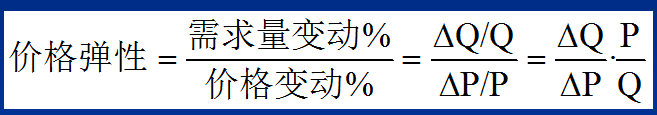 价格弹性 = 需求量变动% / 价格变动% = ΔQ/Q / ΔP/P = ΔQ / ΔP · P / Q